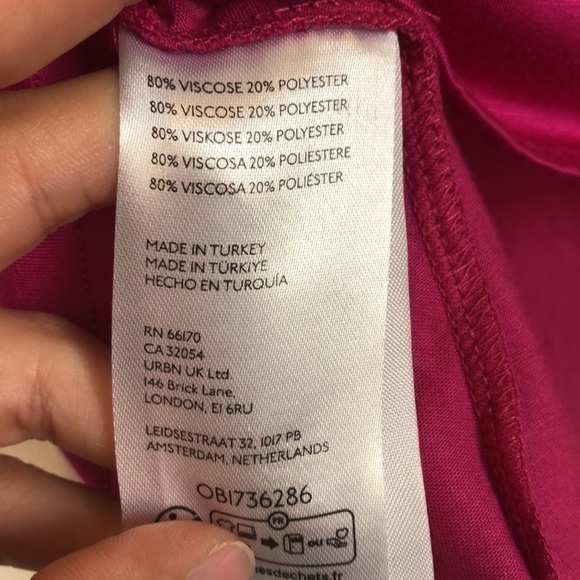 80% VISCOSE 20% POLYESTER
80% VISCOSE 20% POLYESTER
80% VISKOSE 20% POLYESTER
80% VISCOSA 20% POLIESTERE
80% VISCOSA 20% POLIÉSTER
MADE IN TURKEY
MADE IN TÜRKIYE
HECHO EN TURQUÍA
RN 66170
CA 32054
URBN UK Ltd.
146 Brick Lane,
LONDON, E1 6RU
LEIDSESTRAAT 32, 1017 PB
AMSTERDAM, NETHERLANDS
OB1736286
FR
ou